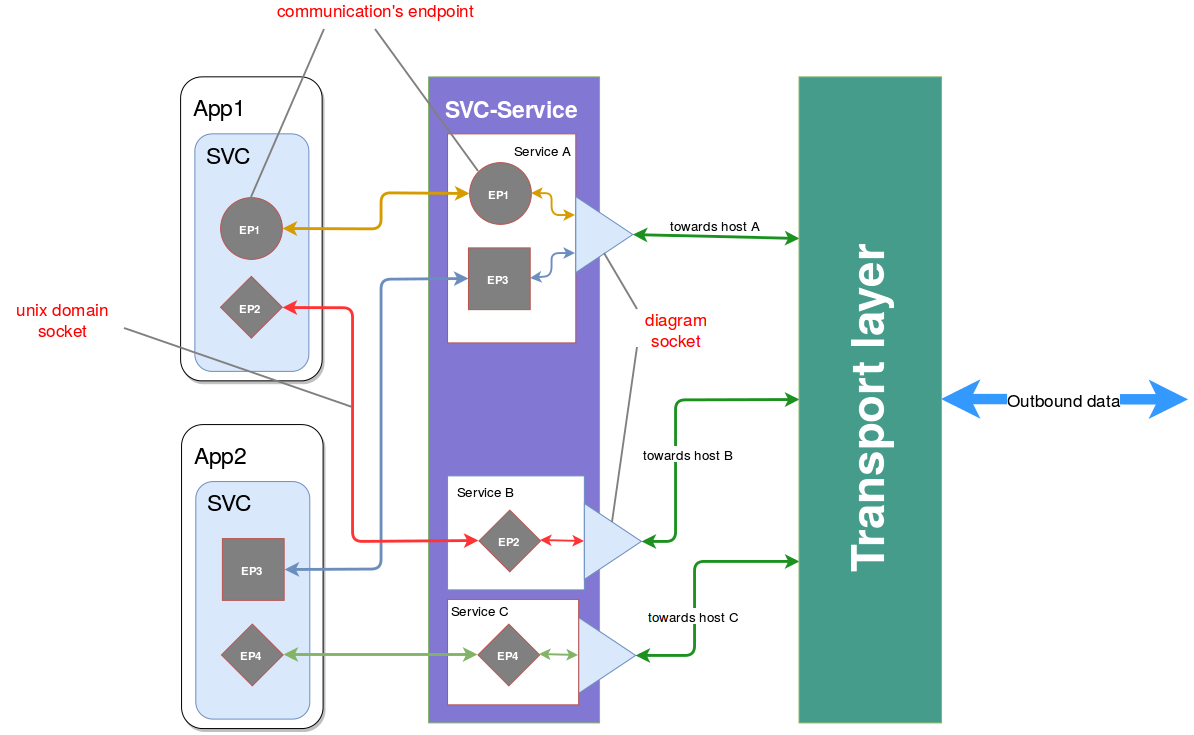 communication's endpoint
App1
SVC
EP1
EP2
unix domain
socket
App2
SVC
EP3
EP4
SVC-Service
Service A
EP1
EP3
Service B
EP2
Service C
EP4
towards host A
diagram
socket
towards host B
towards host C
Transport layer
Outbound data